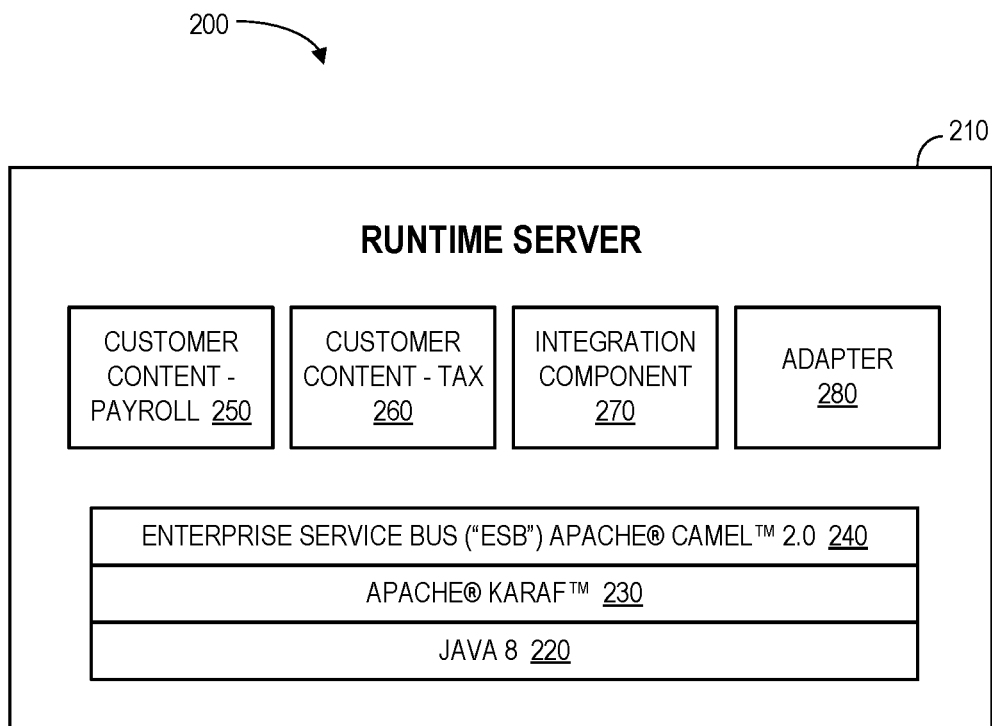 200
210
RUNTIME SERVER
CUSTOMER
CONTENT -
PAYROLL 250
CUSTOMER
CONTENT - TAX
260
INTEGRATION
COMPONENT
270
ADAPTER
280
ENTERPRISE SERVICE BUS (“ESB”) APACHE® CAMEL™ 2.0 240
APACHE® KARAF™ 230
JAVA 8 220